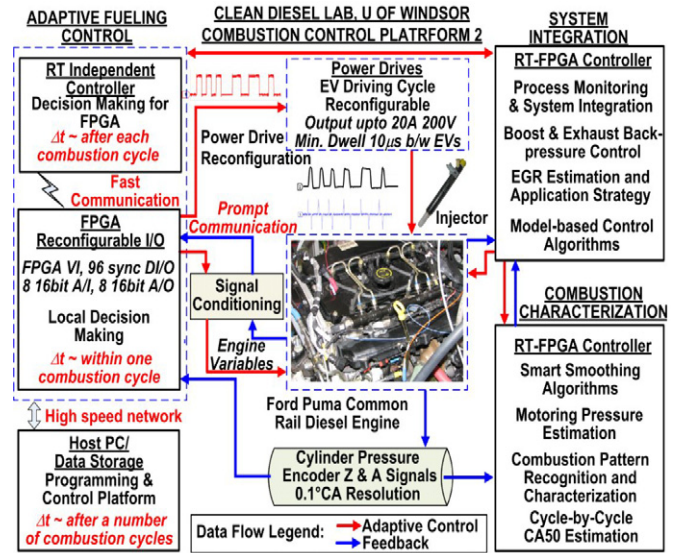 ADAPTIVE FUELING
CONTROL
CLEAN DIESEL LAB, U OF WINDSOR
COMBUSTION CONTROL PLATRFORM 2
SYSTEM
INTEGRATION
RT Independent
Controller
Decision Making for
FPGA
Δt ~ after each
combustion cycle
Fast
Communication
FPGA
Reconfigurable I/O
FPGA VI, 96 sync DI/O
8 16bit A/I, 8 16bit A/O
Local Decision
Making
Δt ~ within one
combustion cycle
High speed network
Host PC/
Data Storage
Programming &
Control Platform
Δt ~ after a number
of combustion cycles
Power Drives
EV Driving Cycle
Reconfigurable
Output upto 20A 200V
Min. Dwell 10µs b/w EVs
Power Drive
Reconfiguration
Prompt
Communication
Injector
Signal
Conditioning
Engine
Variables
Ford Puma Common
Rail Diesel Engine
Cylinder Pressure
Encoder Z & A Signals
0.1°CA Resolution
Data Flow Legend:
Adaptive Control
Feedback
RT-FPGA Controller
Process Monitoring
& System Integration
Boost & Exhaust Back-
pressure Control
EGR Estimation and
Application Strategy
Model-based Control
Algorithms
COMBUSTION
CHARACTERIZATION
RT-FPGA Controller
Smart Smoothing
Algorithms
Motoring Pressure
Estimation
Combustion Pattern
Recognition and
Characterization
Cycle-by-Cycle
CA50 Estimation